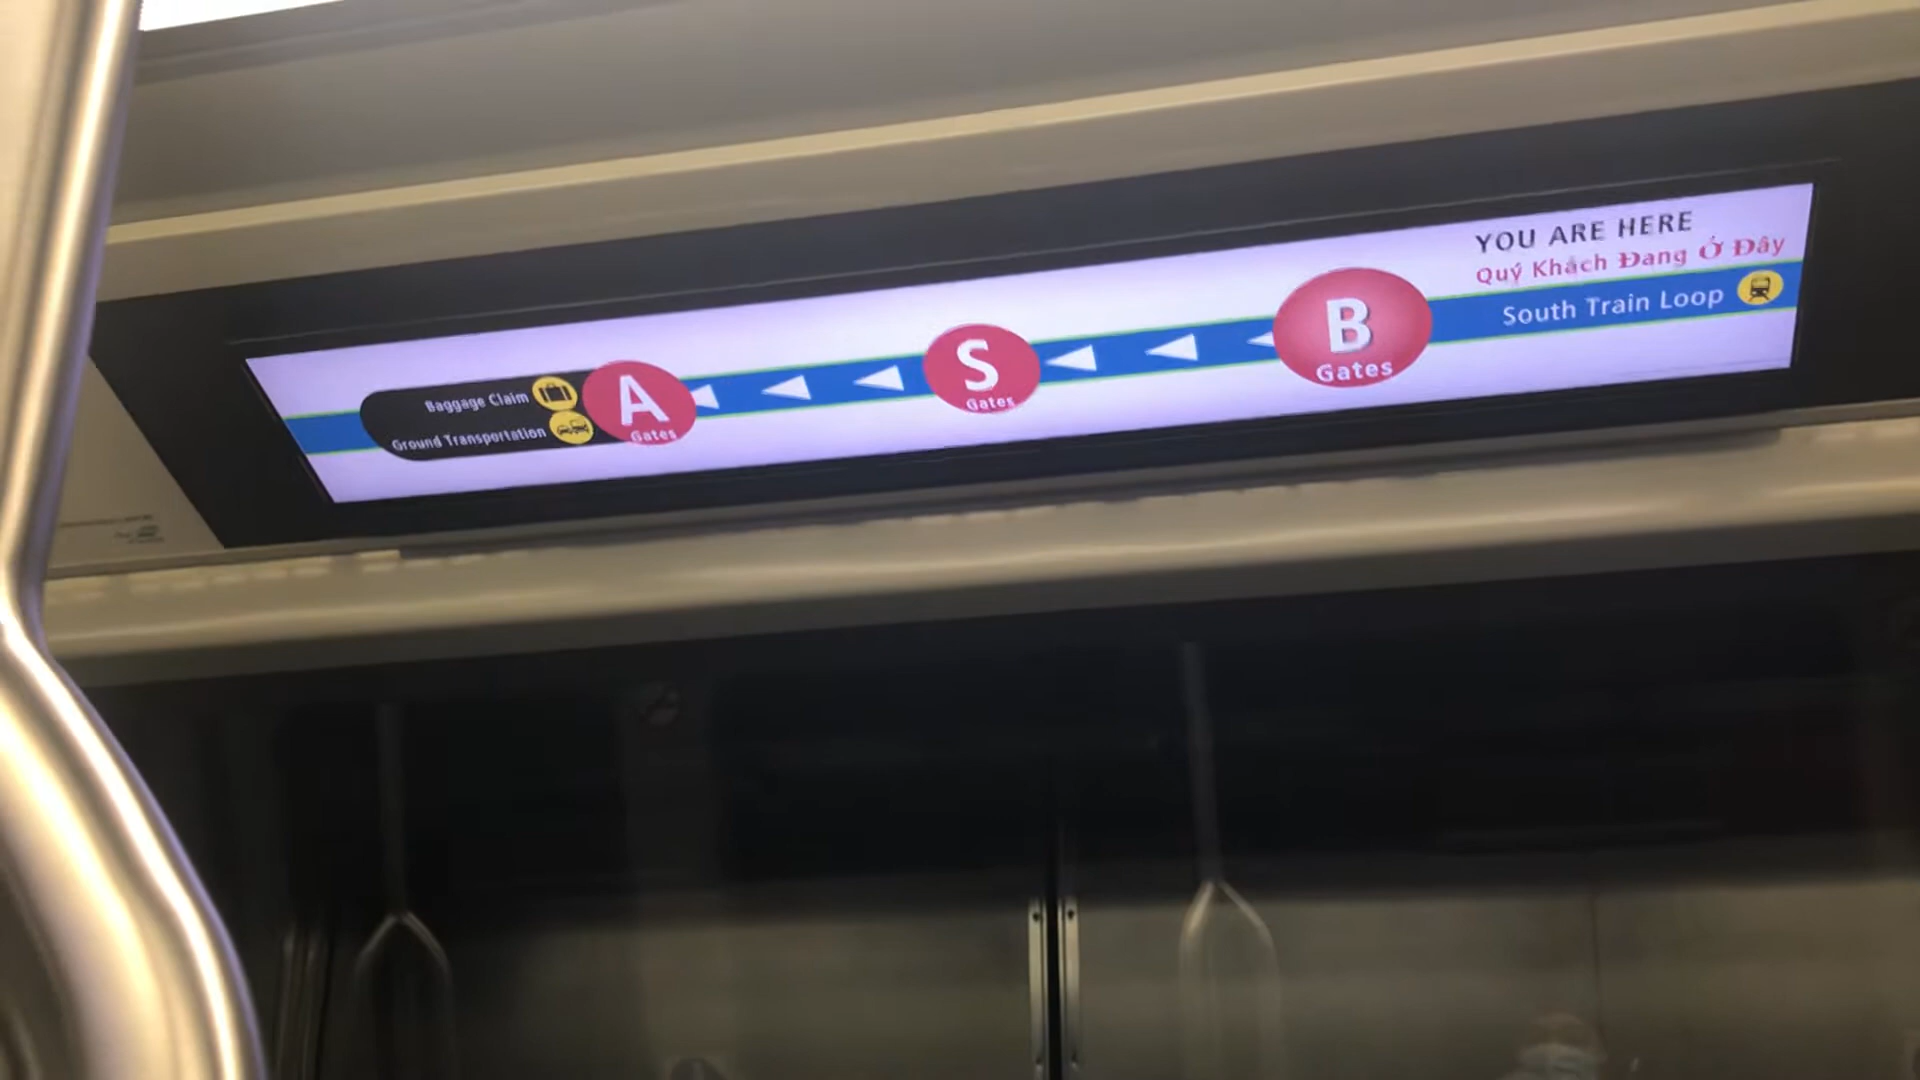 YOU ARE HERE
Quý Khách Đang Ở Đây
South Train Loop
B
Gates
S
Gates
A
Gates
Baggage Claim
Ground Transportation